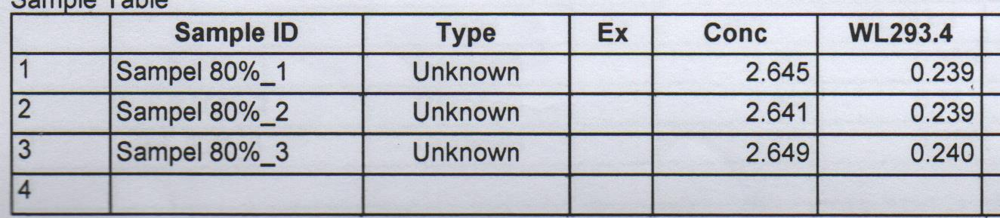 Sample Table
Sample ID Type Ex Conc WL293.4
1 Sampel 80%_1 Unknown 2.645 0.239
2 Sampel 80%_2 Unknown 2.641 0.239
3 Sampel 80%_3 Unknown 2.649 0.240
4